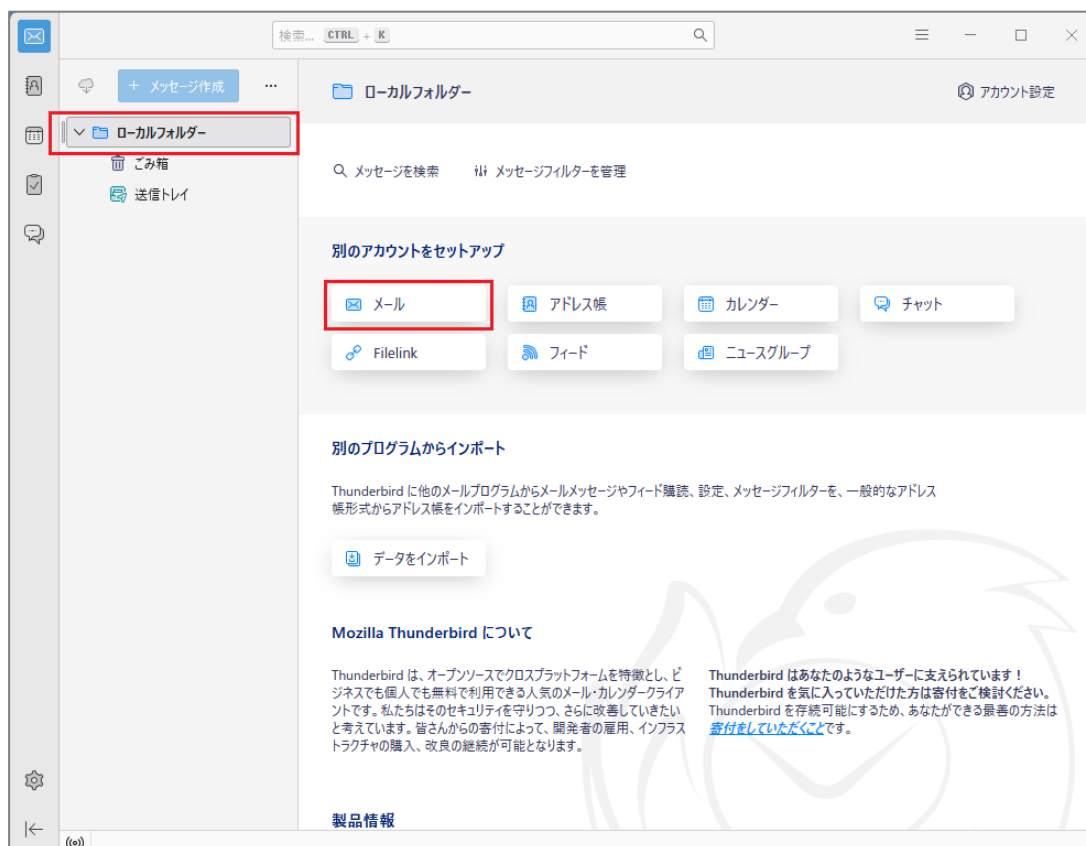 検索... CTRL + K
+ メッセージ作成 ...
ローカルフォルダー
ごみ箱
送信トレイ
ローカルフォルダー
アカウント設定
メッセージを検索 メッセージフィルターを管理
別のアカウントをセットアップ
メール アドレス帳 カレンダー チャット
Filelink フィード ニュースグループ
別のプログラムからインポート
Thunderbird に他のメールプログラムからメールメッセージやフィード購読、設定、メッセージフィルターを、一般的なアドレス
帳形式からアドレス帳をインポートすることができます。
データをインポート
Mozilla Thunderbird について
Thunderbird は、オープンソースでクロスプラットフォームを特徴とし、ビ
ジネスでも個人でも無料で利用できる人気のメール・カレンダークライア
ントです。私たちはそのセキュリティを守りつつ、さらに改善していきたい
と考えています。皆さんからの寄付によって、開発者の雇用、インフラス
トラクチャの購入、改良の継続が可能となります。
Thunderbird はあなたのようなユーザーに支えられています！
Thunderbird を気に入っていただけた方は寄付をご検討ください。
Thunderbird を存続可能にするため、あなたができる最善の方法は
寄付をしていただくことです。
製品情報